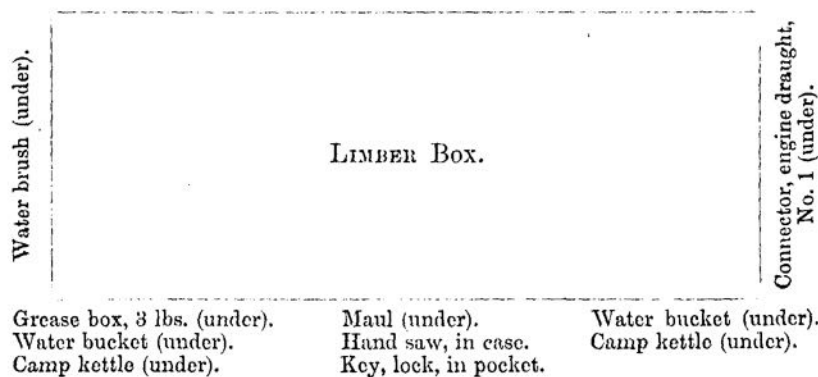 Water brush (under).
LIMBER BOX.
Connector, engine draught,
No. 1 (under).
Grease box, 3 lbs. (under).
Water bucket (under).
Camp kettle (under).
Maul (under).
Hand saw, in case.
Key, lock, in pocket.
Water bucket (under).
Camp kettle (under).